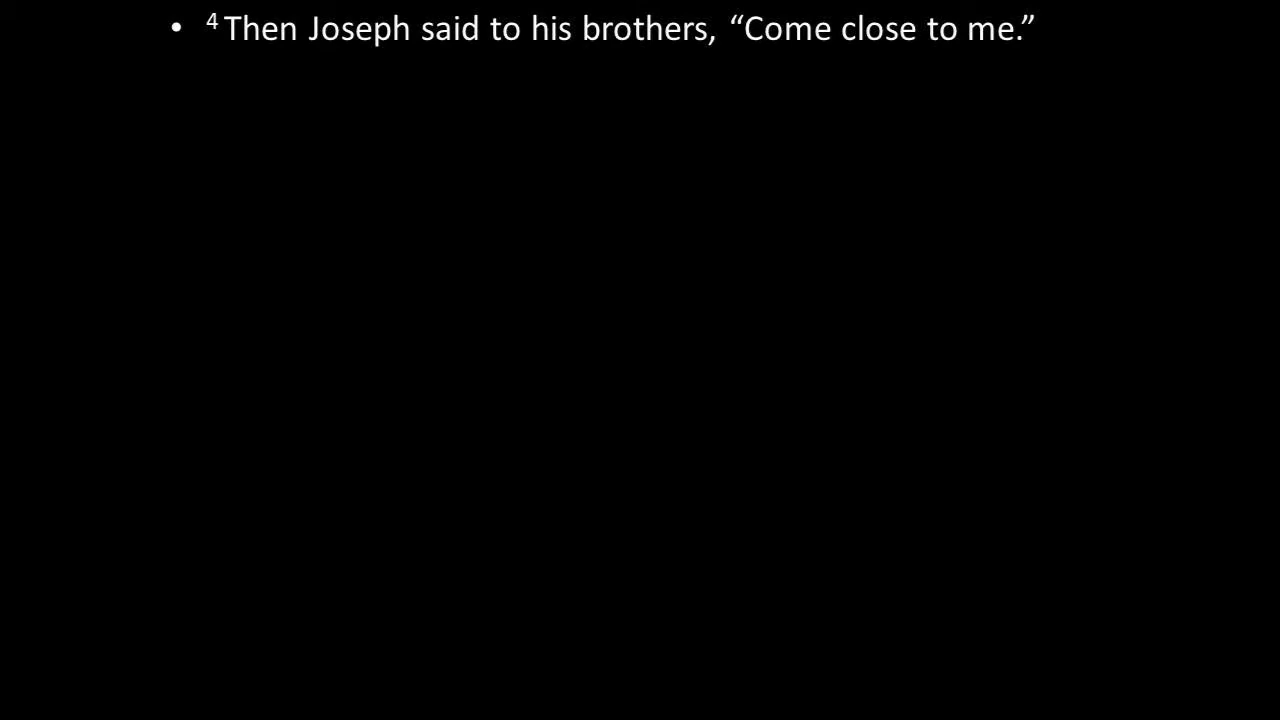 • ⁴ Then Joseph said to his brothers, “Come close to me.”